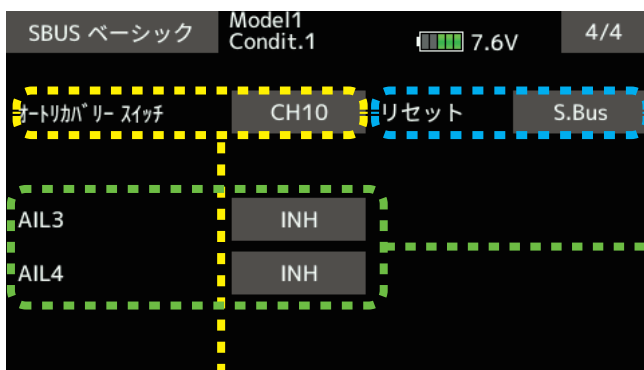 SBUS ベーシック
Model1
Condit.1
7.6V
4/4
オートリカバリー スイッチ
CH10
リセット
S.Bus
AIL3
INH
AIL4
INH